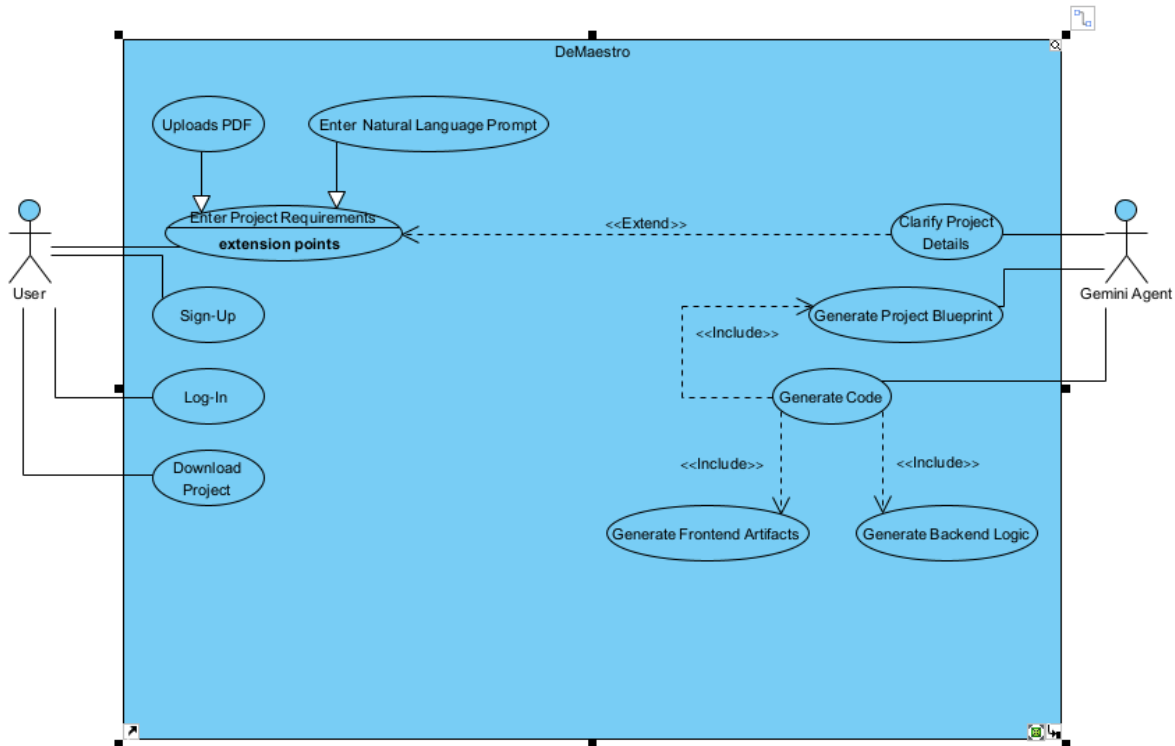 DeMaestro
Uploads PDF
Enter Natural Language Prompt
Enter Project Requirements
extension points
<<Extend>>
Clarify Project
Details
User
Gemini Agent
Sign-Up
Generate Project Blueprint
<<Include>>
Log-In
Generate Code
Download
Project
<<Include>>
<<Include>>
Generate Frontend Artifacts
Generate Backend Logic